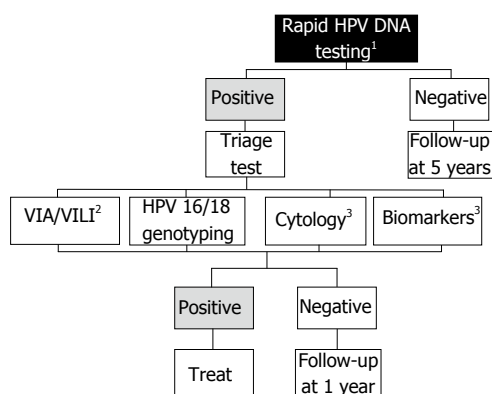 Rapid HPV DNA
testing1
Positive
Negative
Triage
test
Follow-up
at 5 years
VIA/VILI2
HPV 16/18
genotyping
Cytology3
Biomarkers3
Positive
Negative
Treat
Follow-up
at 1 year